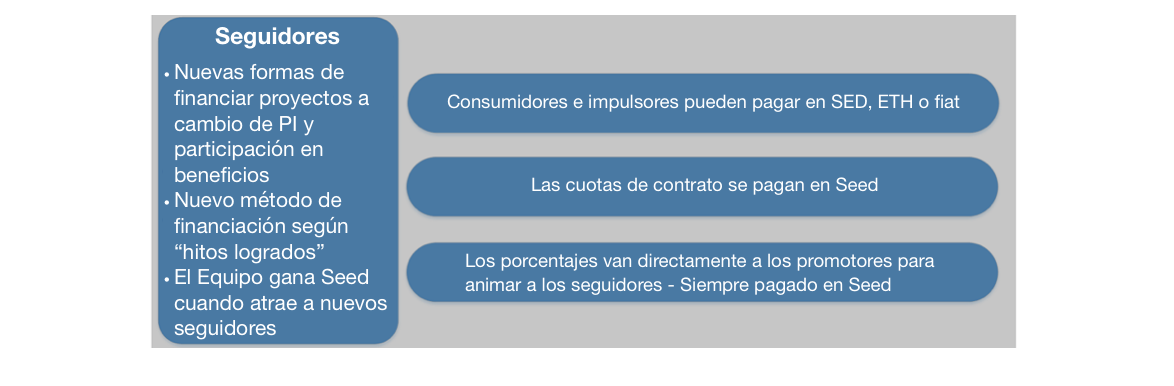 Seguidores
• Nuevas formas de
financiar proyectos a
cambio de PI y
participación en
beneficios
• Nuevo método de
financiación según
“hitos logrados”
• El Equipo gana Seed
cuando atrae a nuevos
seguidores
Consumidores e impulsores pueden pagar en SED, ETH o fiat
Las cuotas de contrato se pagan en Seed
Los porcentajes van directamente a los promotores para
animar a los seguidores - Siempre pagado en Seed